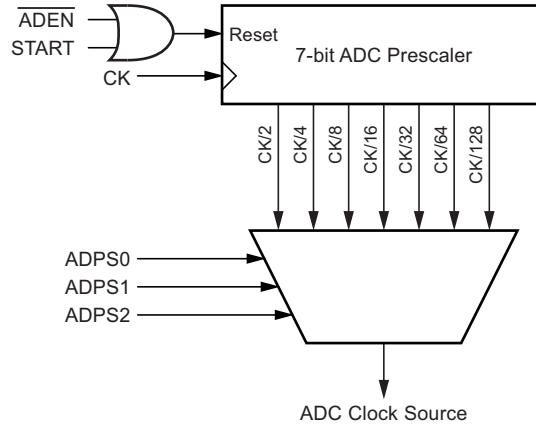 ADEN
START
Reset
7-bit ADC Prescaler
CK
CK/2
CK/4
CK/8
CK/16
CK/32
CK/64
CK/128
ADPS0
ADPS1
ADPS2
ADC Clock Source